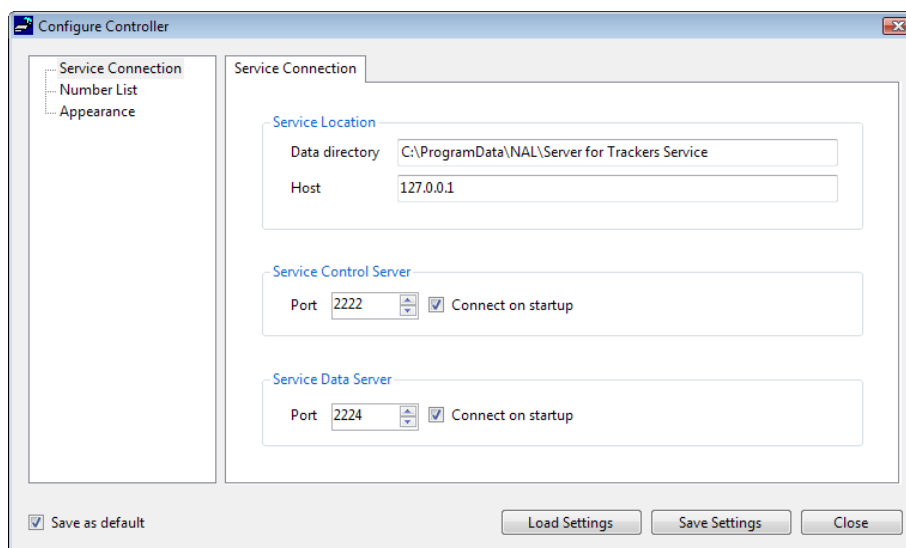 Configure Controller
Service Connection
Number List
Appearance
Service Connection
Service Location
Data directory C:\ProgramData\NAL\Server for Trackers Service
Host 127.0.0.1
Service Control Server
Port 2222 Connect on startup
Service Data Server
Port 2224 Connect on startup
Save as default Load Settings Save Settings Close